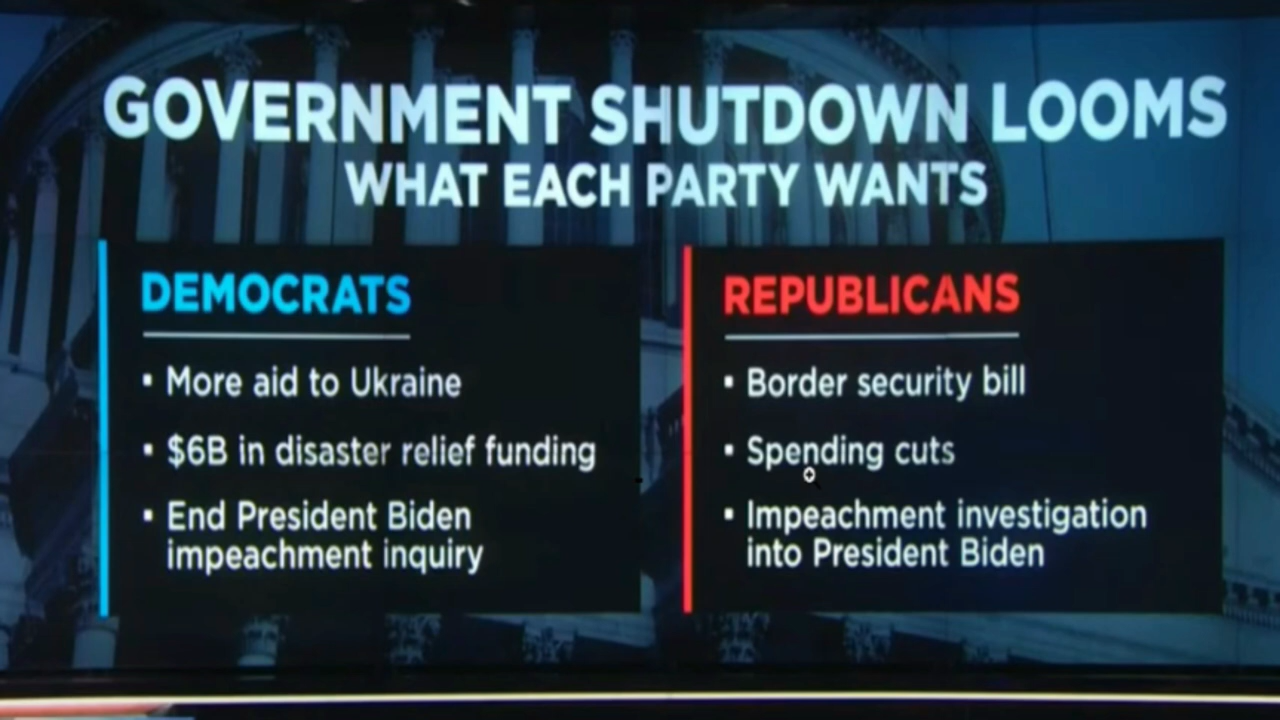 GOVERNMENT SHUTDOWN LOOMS
WHAT EACH PARTY WANTS
DEMOCRATS
▪ More aid to Ukraine
▪ $6B in disaster relief funding
▪ End President Biden
impeachment inquiry
REPUBLICANS
▪ Border security bill
▪ Spending cuts
▪ Impeachment investigation
into President Biden